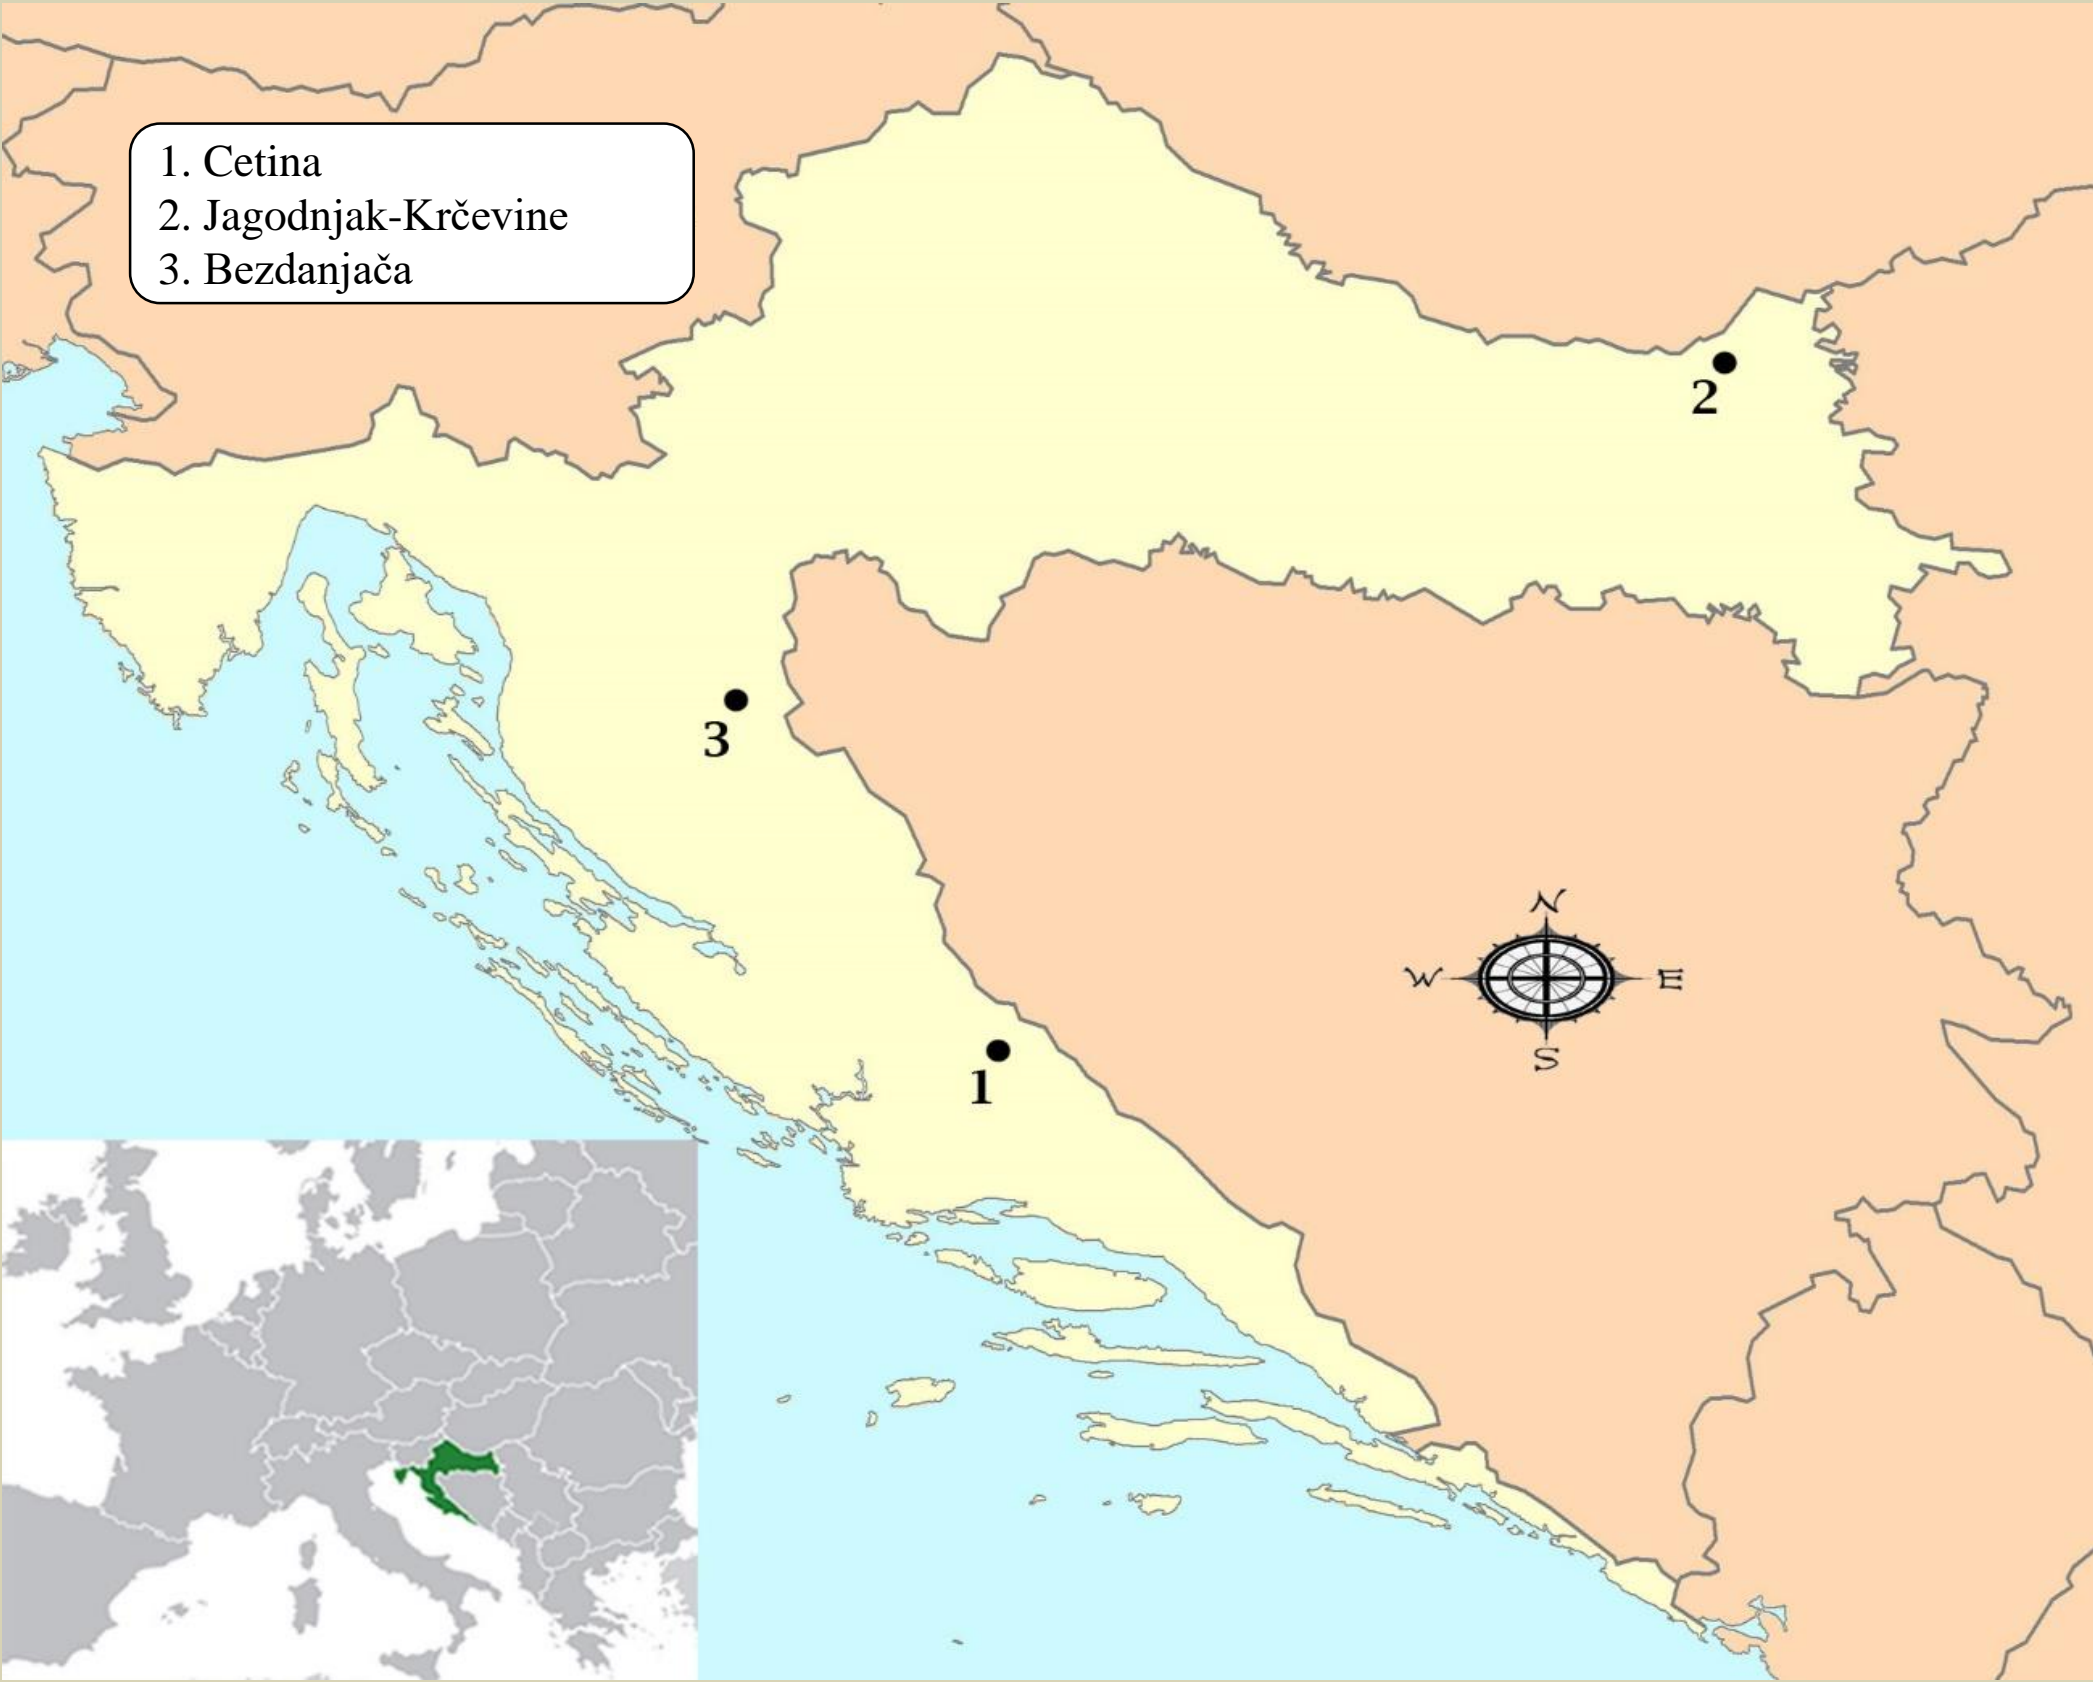 1. Cetina
2. Jagodnjak-Krčevine
3. Bezdanjača
2
3
N
W E
S
1